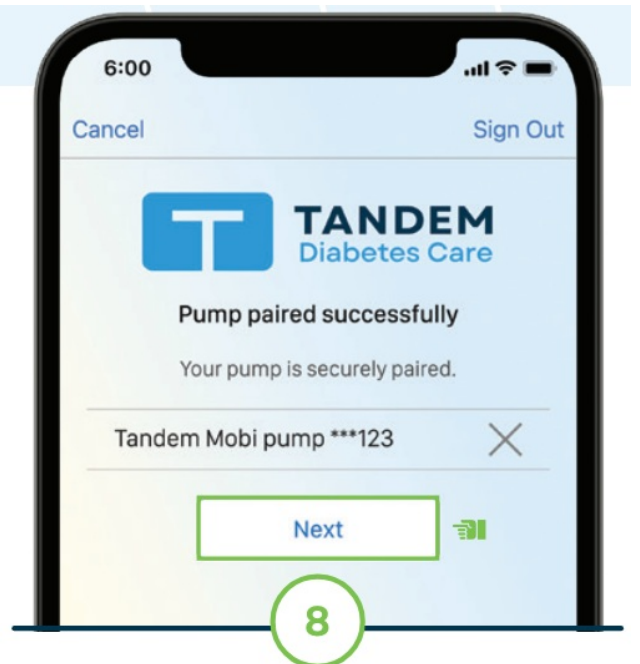 6:00
Cancel
Sign Out
T TANDEM
Diabetes Care
Pump paired successfully
Your pump is securely paired.
Tandem Mobi pump ***123
Next
8